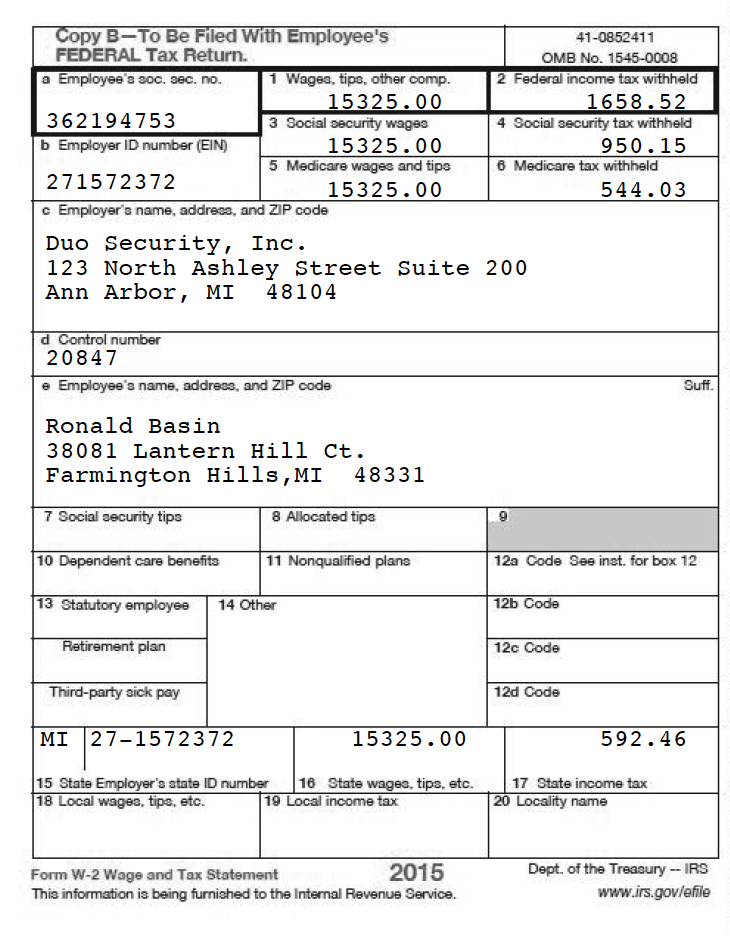 Copy B—To Be Filed With Employee's
FEDERAL Tax Return.
41-0852411
OMB No. 1545-0008
a Employee's soc. sec. no.
362194753
1 Wages, tips, other comp.
15325.00
2 Federal income tax withheld
1658.52
3 Social security wages
15325.00
4 Social security tax withheld
950.15
b Employer ID number (EIN)
271572372
5 Medicare wages and tips
15325.00
6 Medicare tax withheld
544.03
c Employer's name, address, and ZIP code
Duo Security, Inc.
123 North Ashley Street Suite 200
Ann Arbor, MI 48104
d Control number
20847
e Employee's name, address, and ZIP code
Suff.
Ronald Basin
38081 Lantern Hill Ct.
Farmington Hills,MI 48331
7 Social security tips
8 Allocated tips
9
10 Dependent care benefits
11 Nonqualified plans
12a Code See inst. for box 12
13 Statutory employee
14 Other
12b Code
Retirement plan
12c Code
Third-party sick pay
12d Code
MI 27-1572372
15325.00
592.46
15 State Employer's state ID number
16 State wages, tips, etc.
17 State income tax
18 Local wages, tips, etc.
19 Local income tax
20 Locality name
Form W-2 Wage and Tax Statement
2015
Dept. of the Treasury -- IRS
This information is being furnished to the Internal Revenue Service.
www.irs.gov/efile